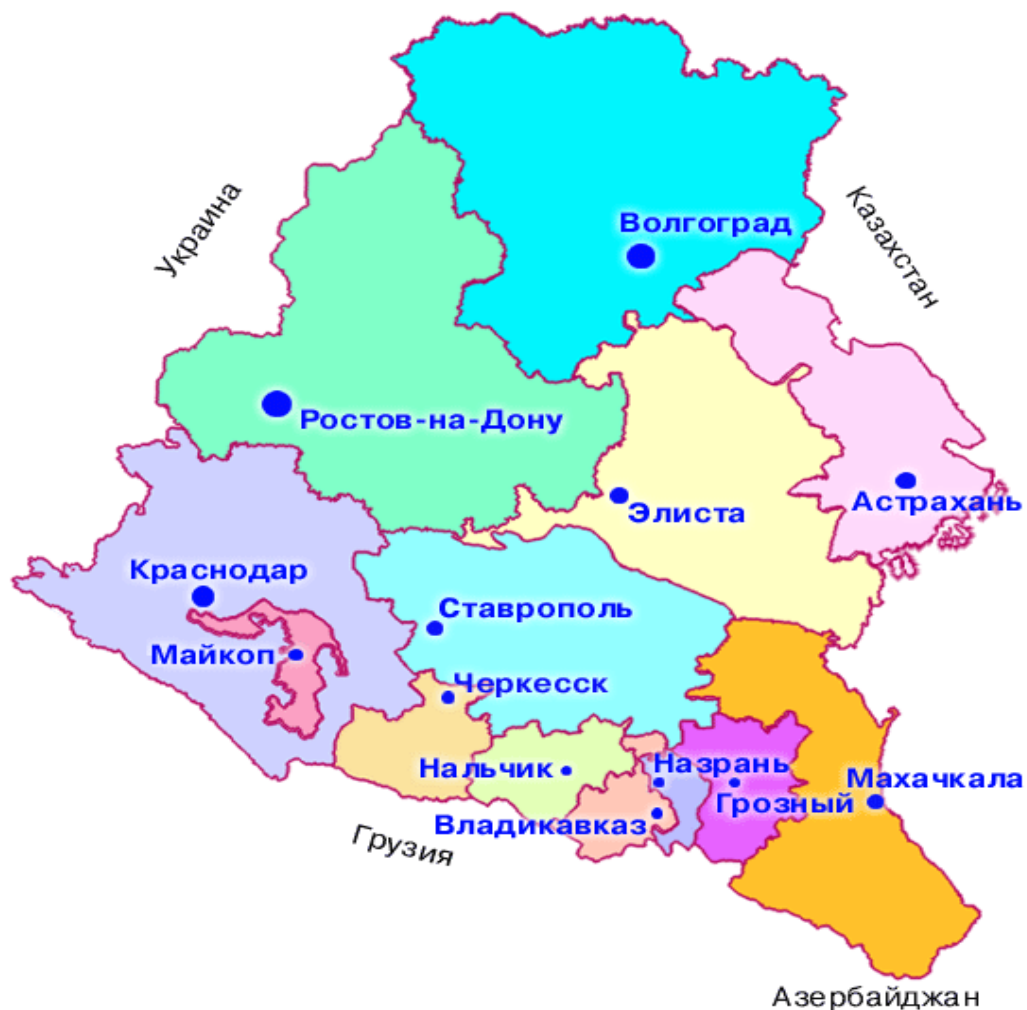 Украина
Казахстан
Волгоград
Ростов-на-Дону
Астрахань
Элиста
Краснодар
Ставрополь
Майкоп
Черкесск
Нальчик
Назрань
Махачкала
Грозный
Владикавказ
Грузия
Азербайджан